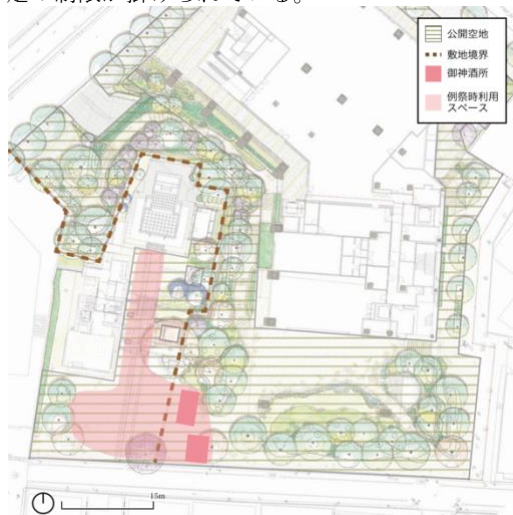 公開空地
敷地境界
御神酒所
例祭時利用
スペース
15m